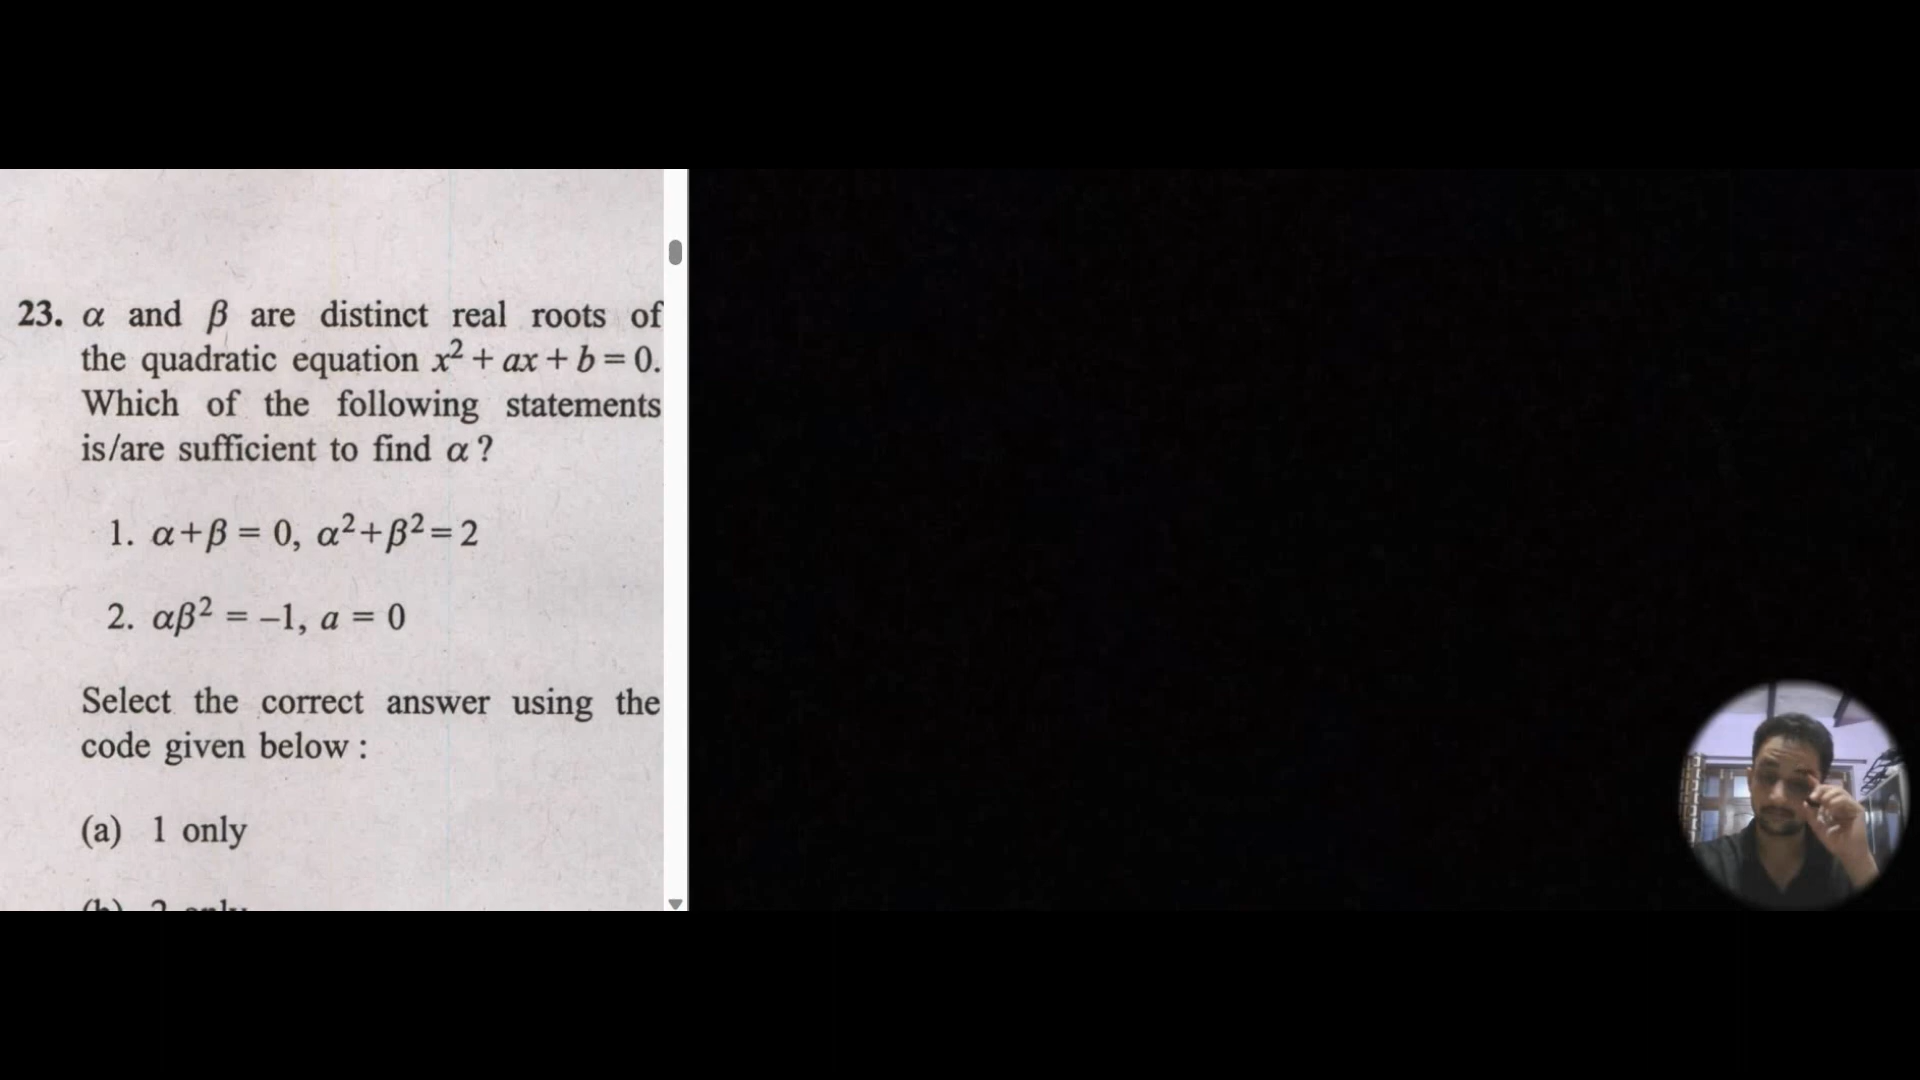 23. α and β are distinct real roots of
the quadratic equation x² + ax + b = 0.
Which of the following statements
is/are sufficient to find α ?
1. α+β = 0, α²+β² = 2
2. αβ² = –1, a = 0
Select the correct answer using the
code given below :
(a) 1 only
(b) 2 only